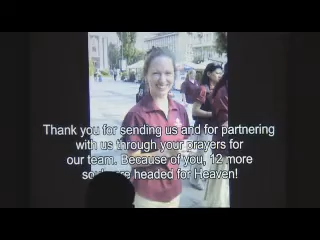 Thank you for sending us and for partnering
with us through your prayers for
our team. Because of you, 12 more
headed for Heaven!